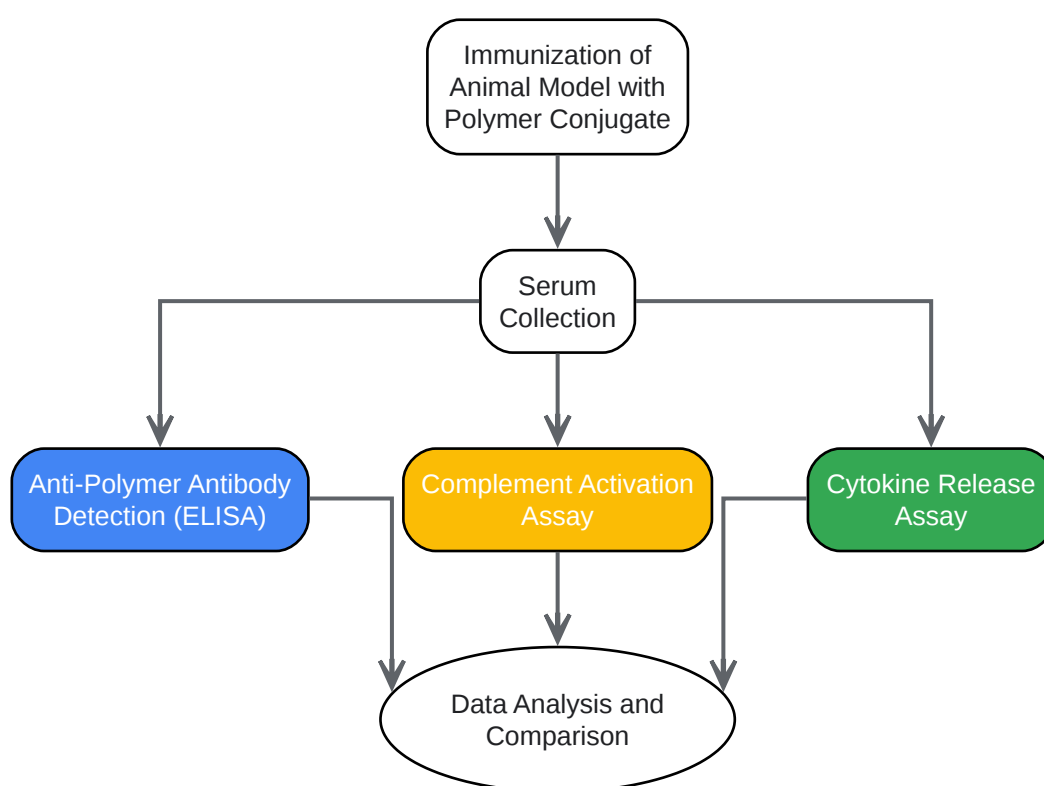 Immunization of
Animal Model with
Polymer Conjugate
Serum
Collection
Anti-Polymer Antibody
Detection (ELISA)
Complement Activation
Assay
Cytokine Release
Assay
Data Analysis and
Comparison